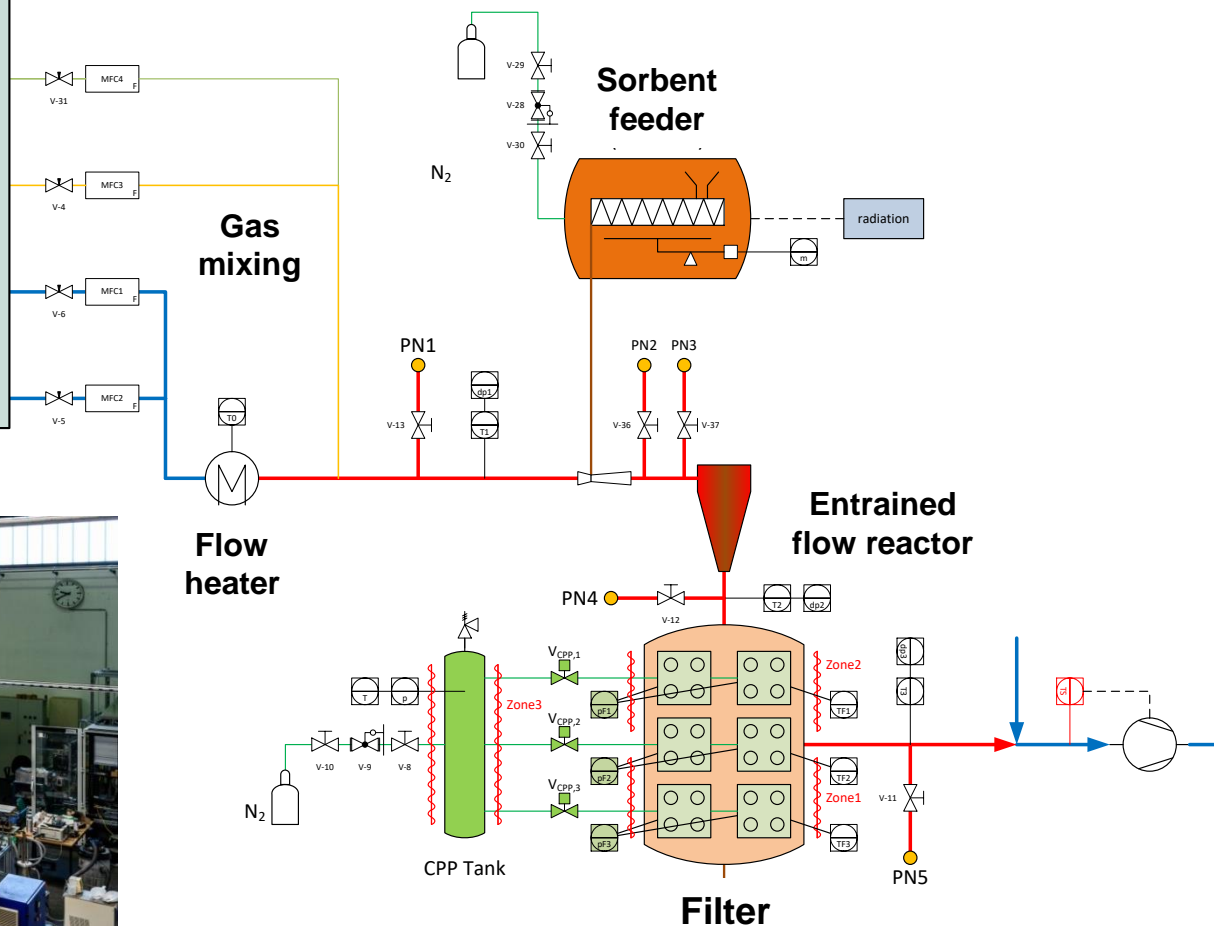 V-29
V-28
V-30
N2
Sorbent
feeder
radiation
m
MFC4
F
V-31
MFC3
F
V-4
Gas
mixing
MFC1
F
V-6
MFC2
F
V-5
T0
PN1
V-13
dp1
T1
PN2
PN3
V-36
V-37
Flow
heater
Entrained
flow reactor
PN4
V-12
T2
dp2
VCPP,1
VCPP,2
VCPP,3
T
p
Zone3
pF1
pF2
pF3
Zone2
Zone1
TF1
TF2
TF3
dp3
T3
T5
V-10
V-9
V-8
N2
CPP Tank
V-11
PN5
Filter